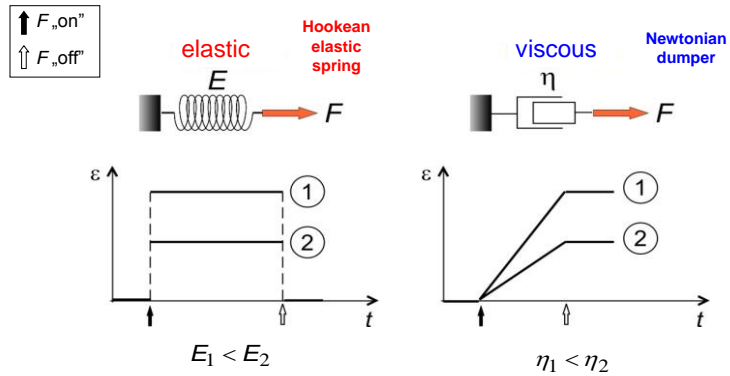 F „on”
F „off”
elastic
Hookean
elastic
spring
E
F
ε
1
2
t
E₁ < E₂
viscous
Newtonian
dumper
η
F
ε
1
2
t
η₁ < η₂